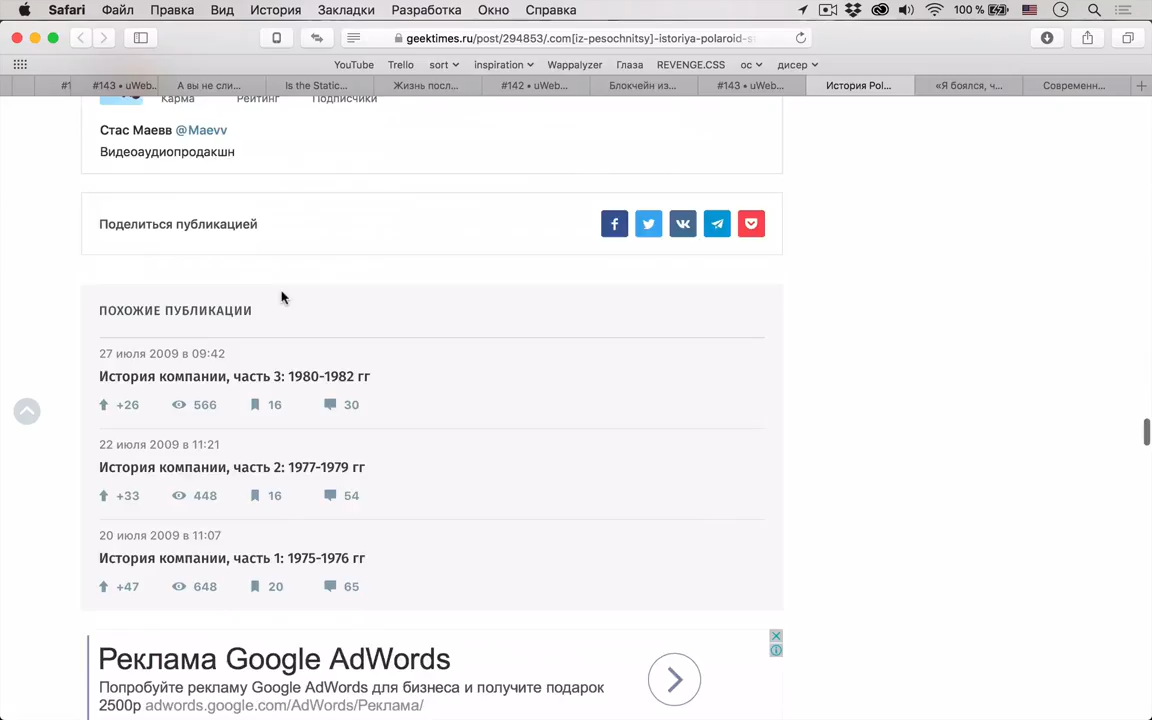 Safari Файл Правка Вид История Закладки Разработка Окно Справка 100 %
geektimes.ru/post/294853/.com[iz-pesochnitsy]-istoriya-polaroid-s
YouTube Trello sort inspiration Wappalyzer Глаза REVENGE.CSS ос дисер
#1 #143 • uWeb... А вы не сли... Is the Static... Жизнь посл... #142 • uWeb... Блокчейн из... #143 • uWeb... История Pol... «Я боялся, ч... Современн...
Карма Рейтинг Подписчики
Стас Маевв @Maevv
Видеоаудиопродакшн
Поделиться публикацией
ПОХОЖИЕ ПУБЛИКАЦИИ
27 июля 2009 в 09:42
История компании, часть 3: 1980-1982 гг
+26 566 16 30
22 июля 2009 в 11:21
История компании, часть 2: 1977-1979 гг
+33 448 16 54
20 июля 2009 в 11:07
История компании, часть 1: 1975-1976 гг
+47 648 20 65
Реклама Google AdWords
Попробуйте рекламу Google AdWords для бизнеса и получите подарок
2500р adwords.google.com/AdWords/Реклама/